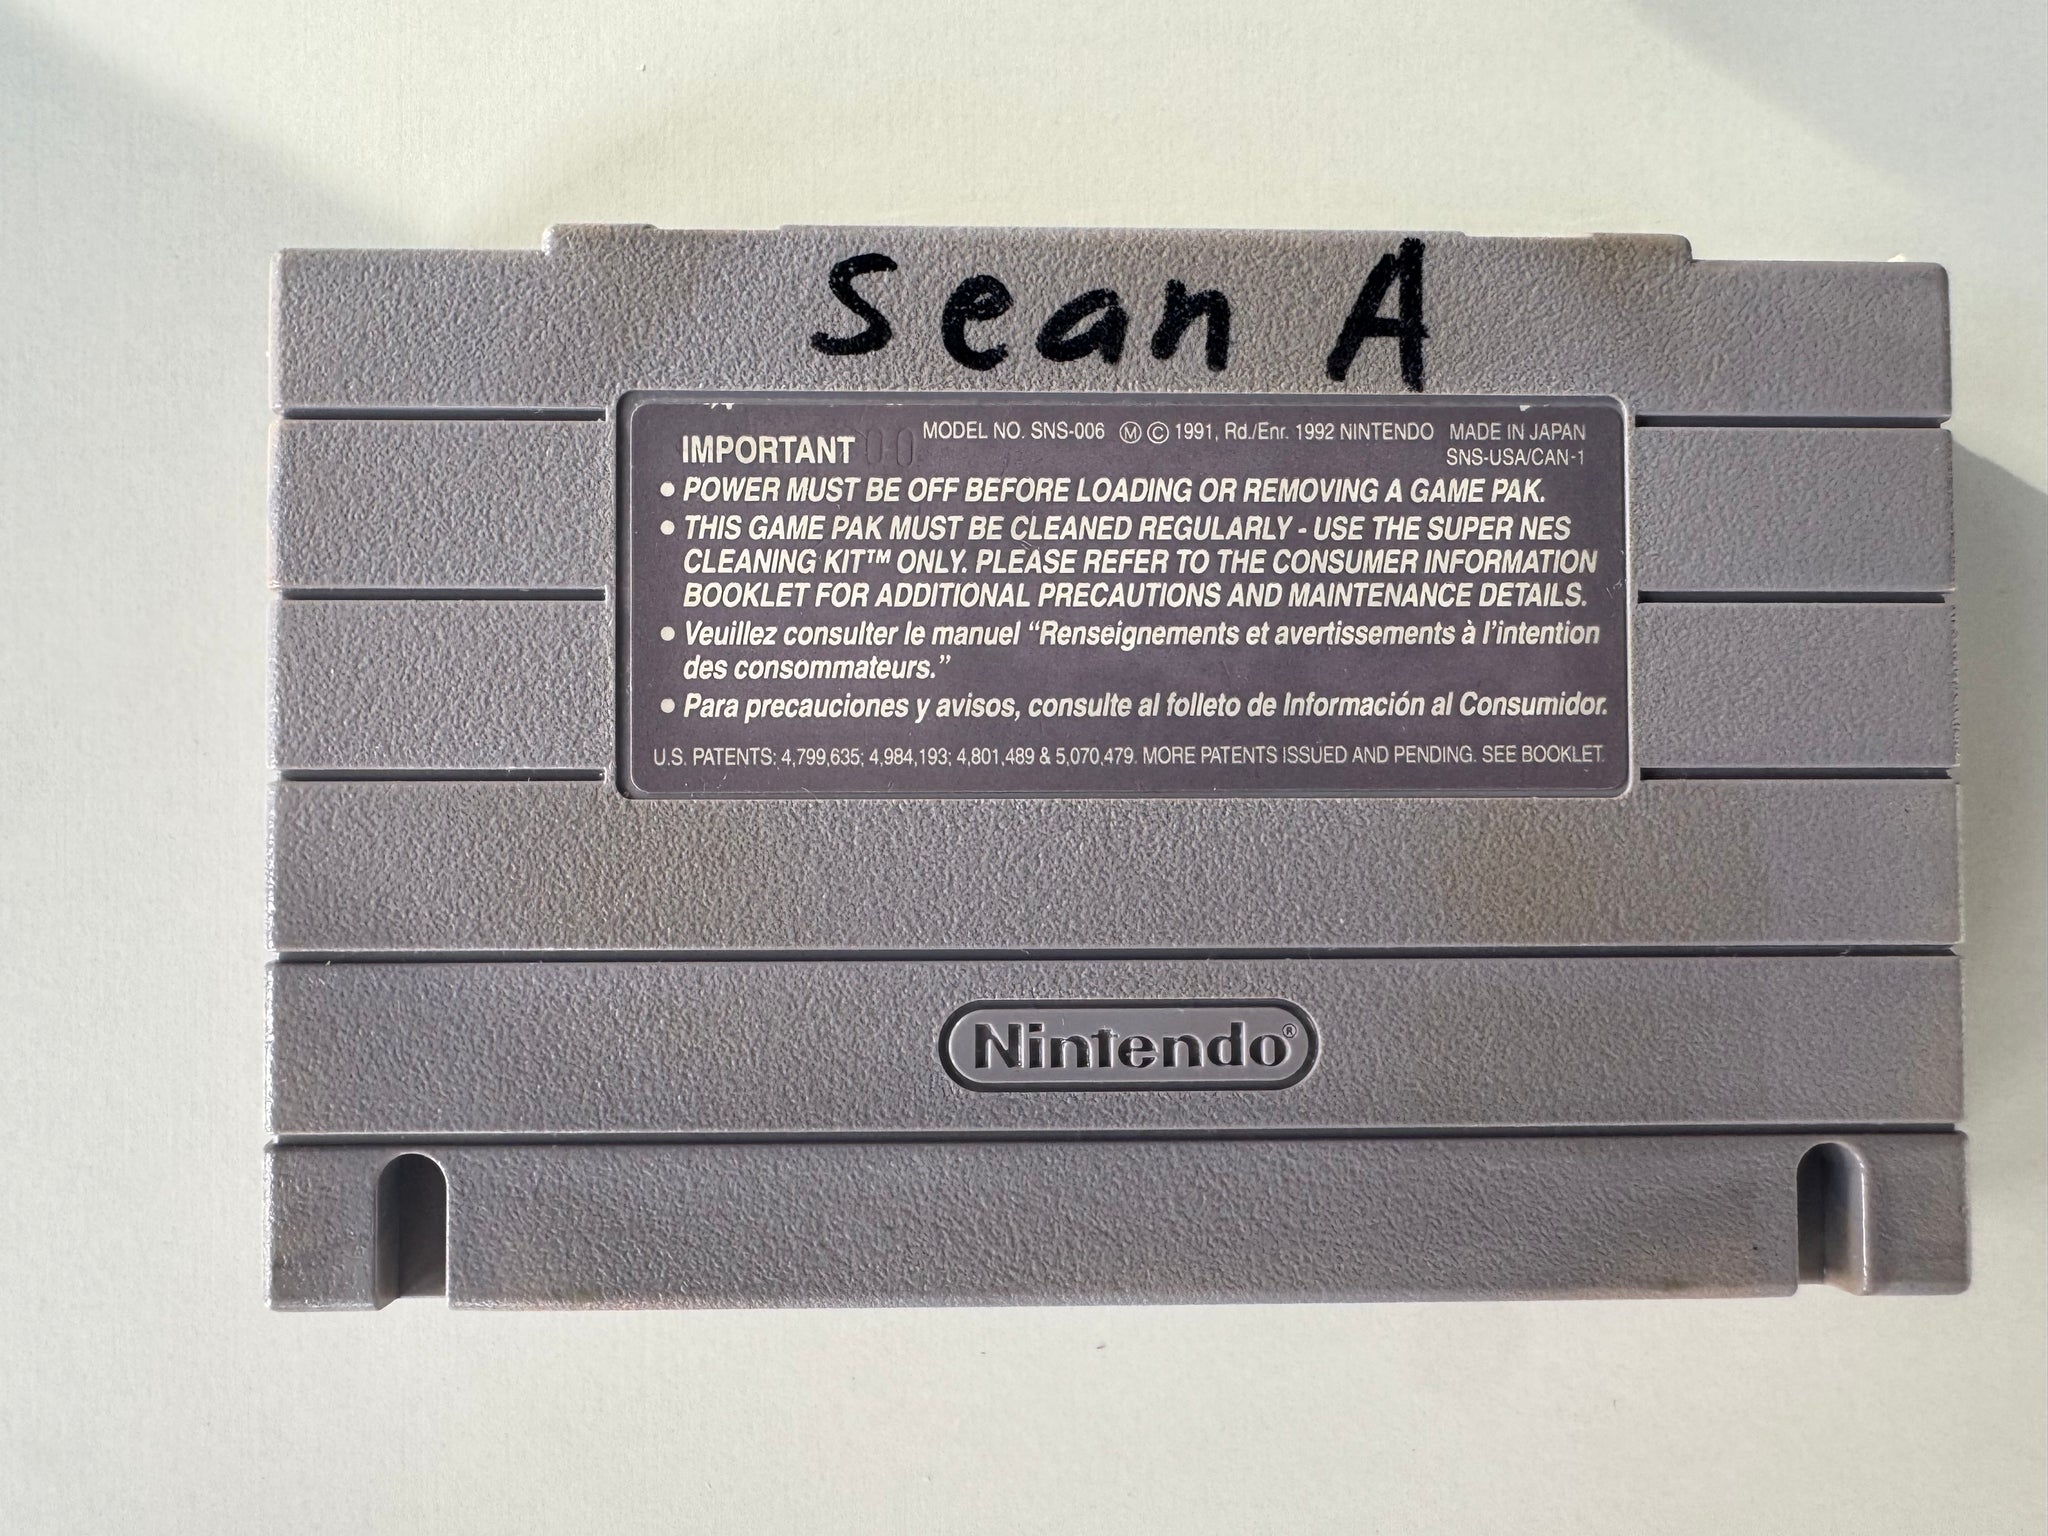 Sean A
IMPORTANT 00 MODEL NO. SNS-006 Ⓜ © 1991, Rd./Enr. 1992 NINTENDO MADE IN JAPAN
SNS-USA/CAN-1
• POWER MUST BE OFF BEFORE LOADING OR REMOVING A GAME PAK.
• THIS GAME PAK MUST BE CLEANED REGULARLY - USE THE SUPER NES
CLEANING KIT™ ONLY. PLEASE REFER TO THE CONSUMER INFORMATION
BOOKLET FOR ADDITIONAL PRECAUTIONS AND MAINTENANCE DETAILS.
• Veuillez consulter le manuel “Renseignements et avertissements à l’intention
des consommateurs.”
• Para precauciones y avisos, consulte al folleto de Información al Consumidor.
U.S. PATENTS: 4,799,635; 4,984,193; 4,801,489 & 5,070,479. MORE PATENTS ISSUED AND PENDING. SEE BOOKLET.
Nintendo®